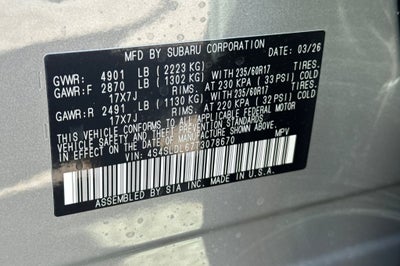 MFD BY SUBARU CORPORATION DATE: 03/26
GVWR: 4901 LB (2223 KG)
GAWR:F 2870 LB (1302 KG) WITH 235/60R17 TIRES.
17X7J RIMS, AT 230 KPA (33 PSI) COLD
GAWR:R 2491 LB (1130 KG) WITH 235/60R17 TIRES.
17X7J RIMS, AT 220 KPA (32 PSI) COLD
THIS VEHICLE CONFORMS TO ALL APPLICABLE FEDERAL MOTOR
VEHICLE SAFETY AND THEFT PREVENTION STANDARDS
IN EFFECT ON THE DATE OF MANUFACTURE SHOWN ABOVE.
VIN: MPV
ASSEMBLED BY SIA INC. MADE IN U.S.A.